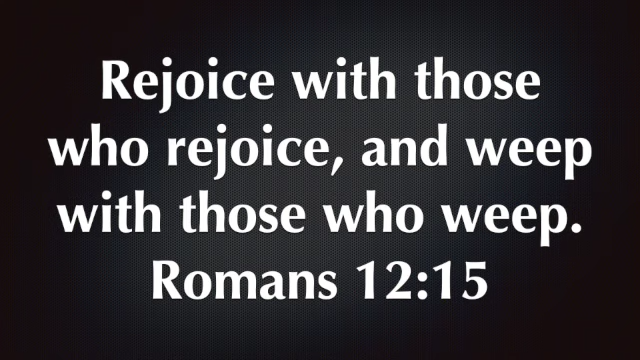 Rejoice with those
who rejoice, and weep
with those who weep.
Romans 12:15